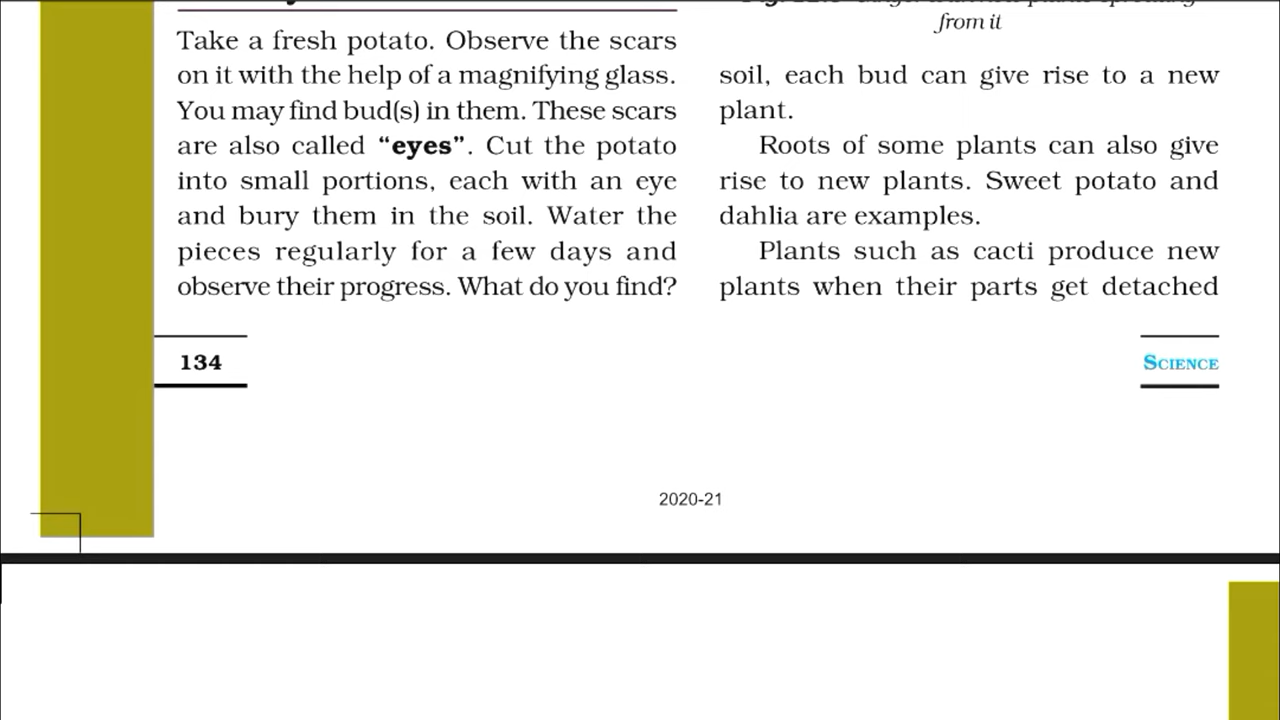 from it
Take a fresh potato. Observe the scars
on it with the help of a magnifying glass.
You may find bud(s) in them. These scars
are also called “eyes”. Cut the potato
into small portions, each with an eye
and bury them in the soil. Water the
pieces regularly for a few days and
observe their progress. What do you find?
soil, each bud can give rise to a new
plant.
Roots of some plants can also give
rise to new plants. Sweet potato and
dahlia are examples.
Plants such as cacti produce new
plants when their parts get detached
134
SCIENCE
2020-21